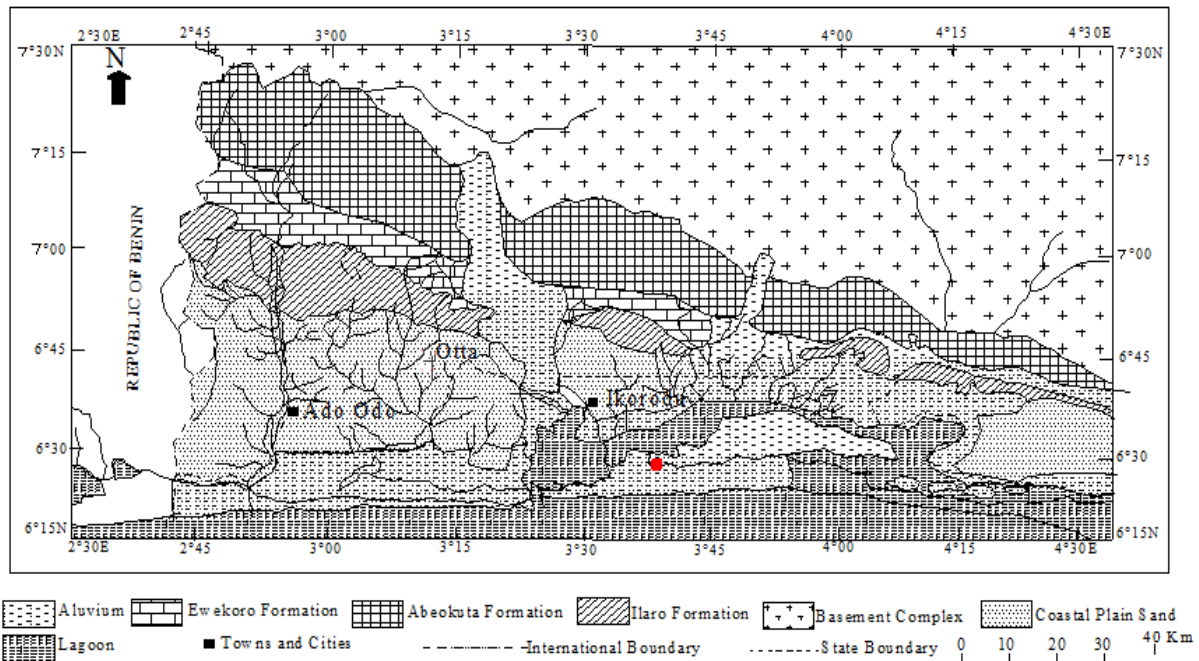 2°30E 2°45 3°00 3°15 3°30 3°45 4°00 4°15 4°30E
7°30N 7°30N
N
7°15 7°15
REPUBLIC OF BENIN
7°00 7°00
6°45 Otta 6°45
Ado Odo Ikorodu
6°30 6°30
6°15N 6°15N
2°30E 2°45 3°00 3°15 3°30 3°45 4°00 4°15 4°30E
Aluvium Ewekoro Formation Abeokuta Formation Ilaro Formation Basement Complex Coastal Plain Sand
Lagoon Towns and Cities International Boundary State Boundary 0 10 20 30 40 Km